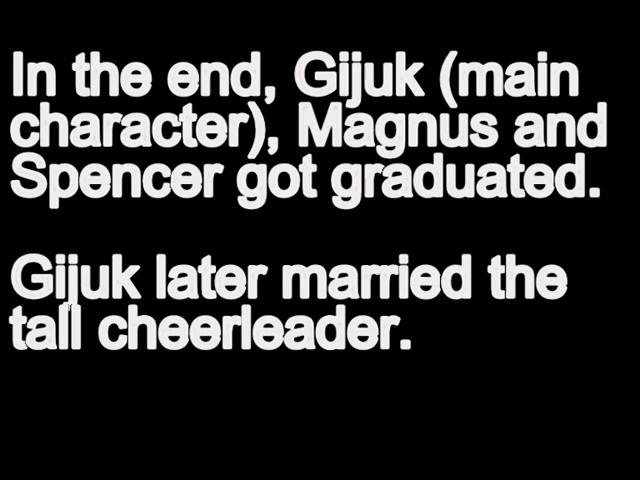 In the end, Gijuk (main
character), Magnus and
Spencer got graduated.
Gijuk later married the
tall cheerleader.